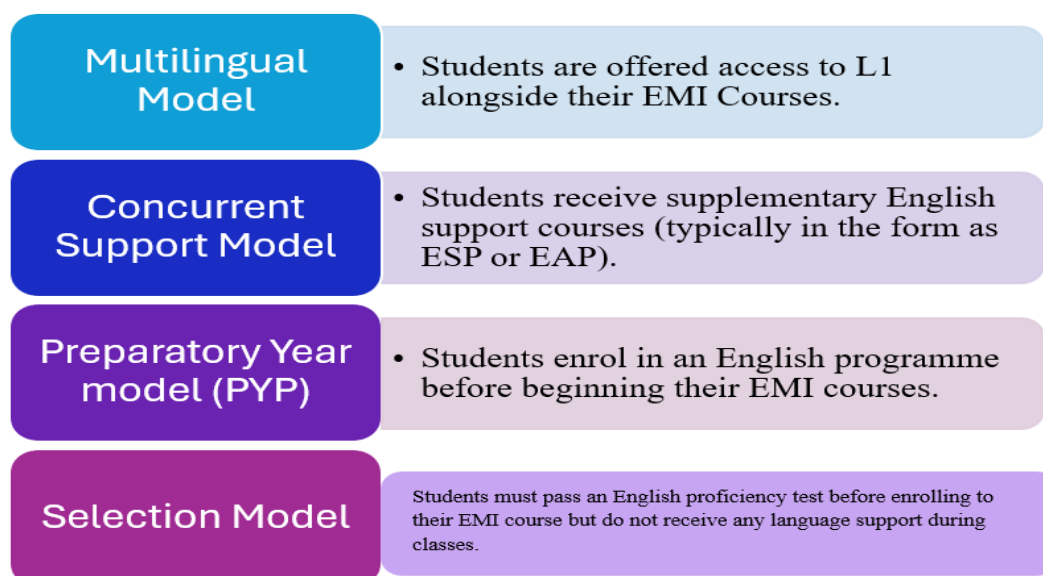 Multilingual
Model
• Students are offered access to L1
alongside their EMI Courses.
Concurrent
Support Model
• Students receive supplementary English
support courses (typically in the form as
ESP or EAP).
Preparatory Year
model (PYP)
• Students enrol in an English programme
before beginning their EMI courses.
Selection Model
Students must pass an English proficiency test before enrolling to
their EMI course but do not receive any language support during
classes.